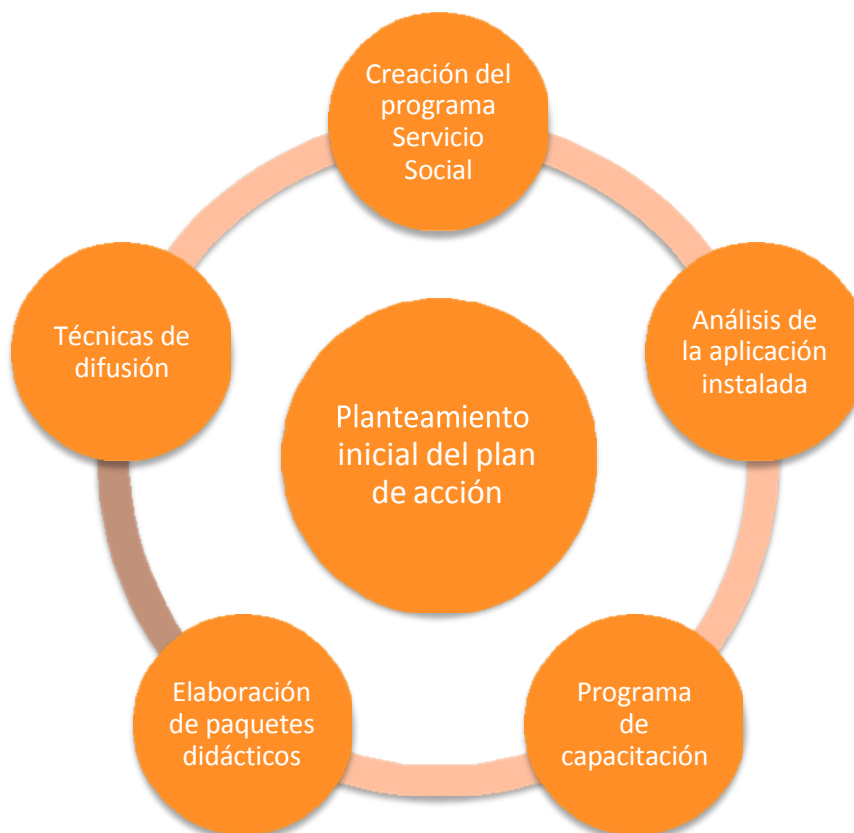 Creación del
programa
Servicio
Social
Análisis de
la aplicación
instalada
Programa
de
capacitación
Elaboración
de paquetes
didácticos
Técnicas de
difusión
Planteamiento
inicial del plan
de acción